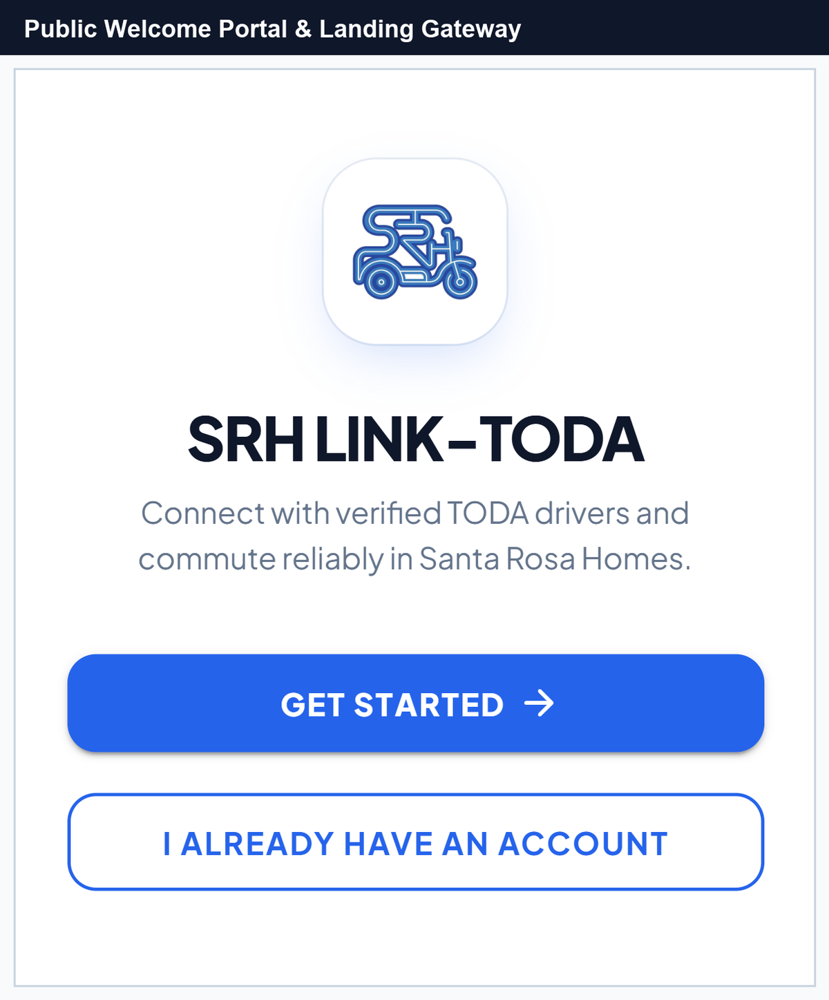 Public Welcome Portal & Landing Gateway
SRH LINK-TODA
Connect with verified TODA drivers and
commute reliably in Santa Rosa Homes.
GET STARTED →
I ALREADY HAVE AN ACCOUNT